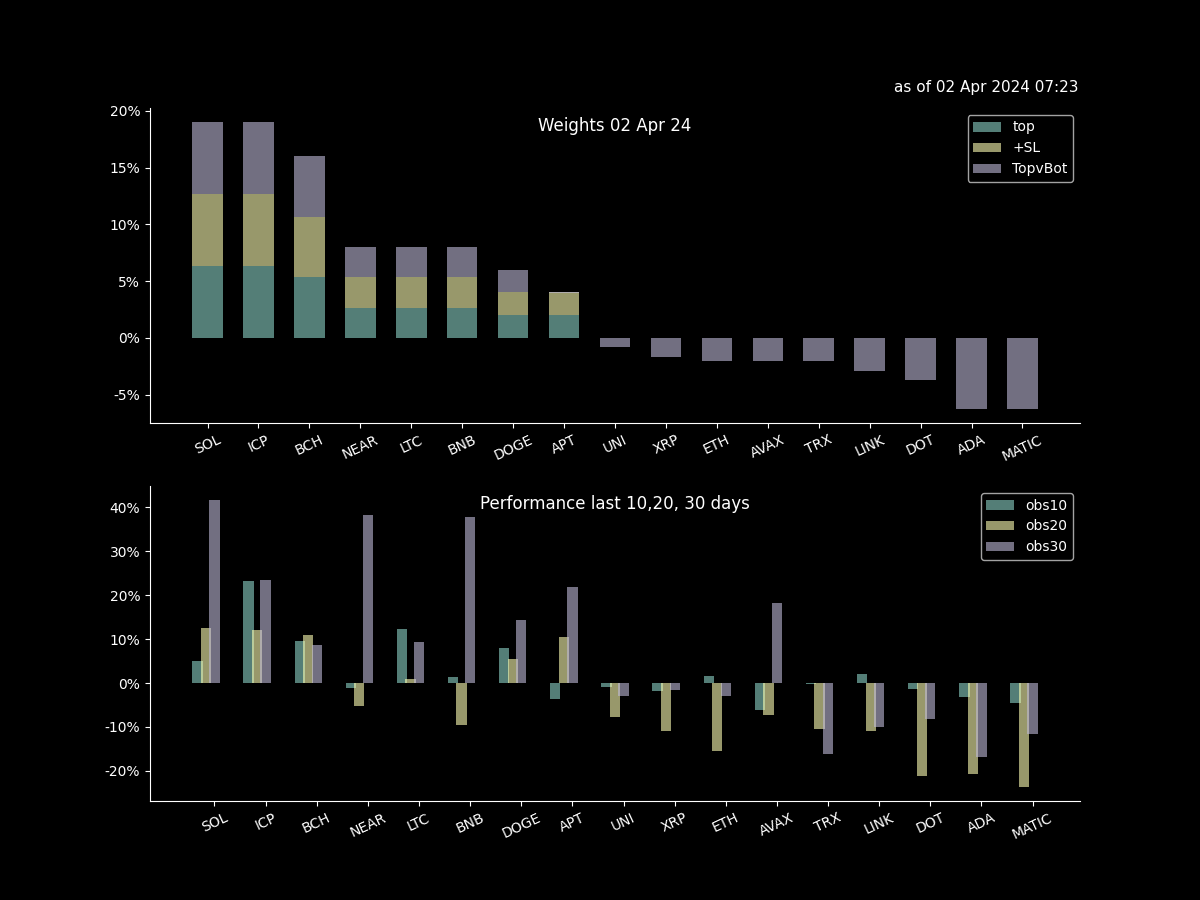 as of 02 Apr 2024 07:23
Weights 02 Apr 24
top
+SL
TopvBot
20%
15%
10%
5%
0%
-5%
SOL ICP BCH NEAR LTC BNB DOGE APT UNI XRP ETH AVAX TRX LINK DOT ADA MATIC
Performance last 10,20, 30 days
obs10
obs20
obs30
40%
30%
20%
10%
0%
-10%
-20%
SOL ICP BCH NEAR LTC BNB DOGE APT UNI XRP ETH AVAX TRX LINK DOT ADA MATIC